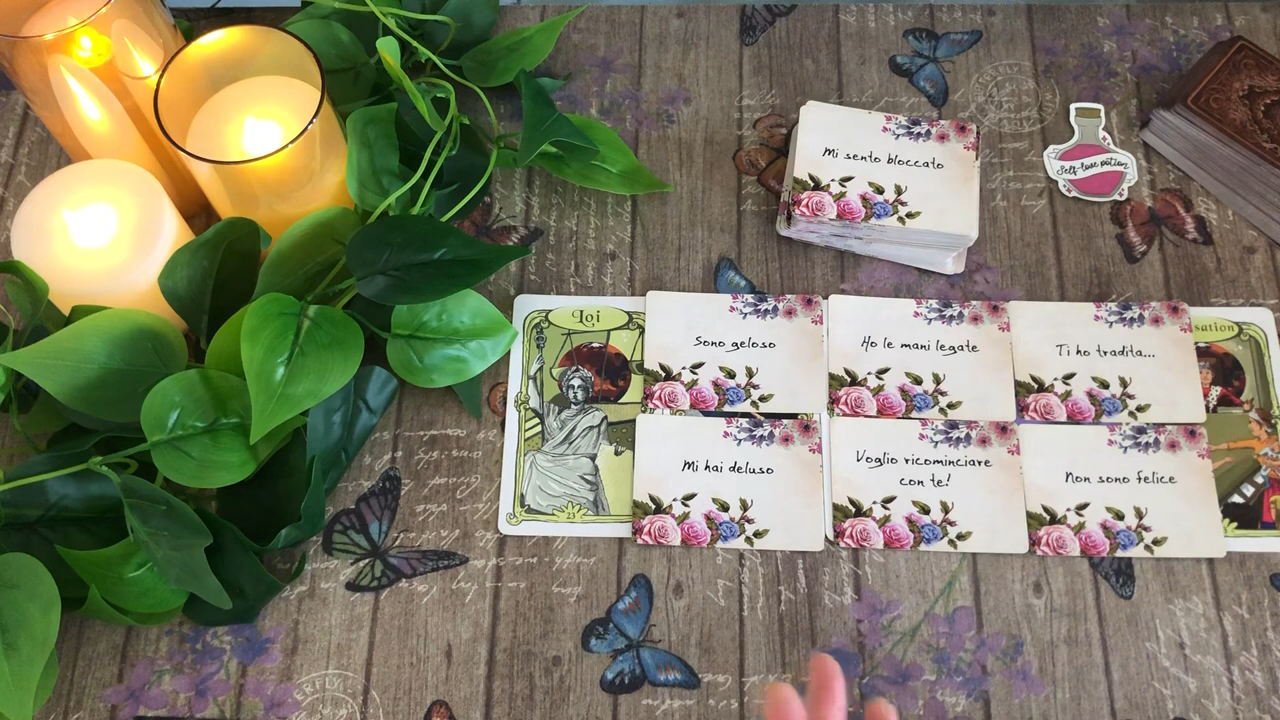 Mi sento bloccato
Self-love potion
Loi
sation
Sono geloso
Ho le mani legate
Ti ho tradita...
Mi hai deluso
Voglio ricominciare
con te!
Non sono felice
23